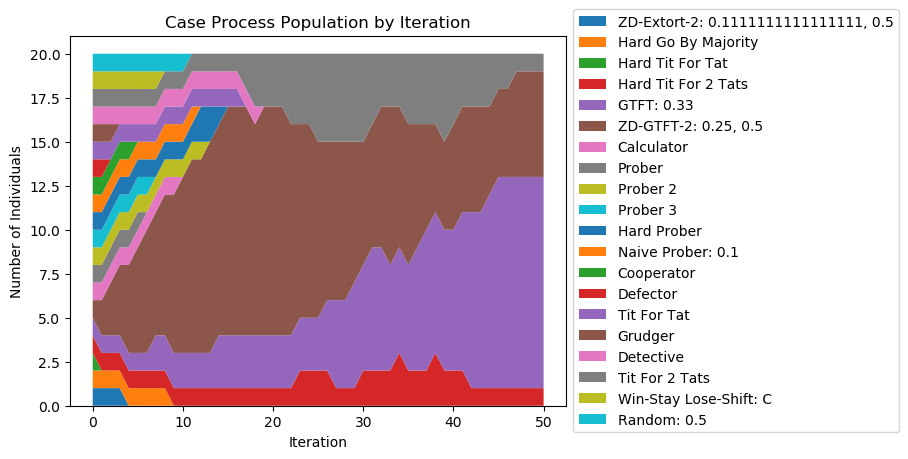 Case Process Population by Iteration
20.0
17.5
15.0
12.5
10.0
7.5
5.0
2.5
0.0
Number of Individuals
0 10 20 30 40 50
Iteration
ZD-Extort-2: 0.1111111111111111, 0.5
Hard Go By Majority
Hard Tit For Tat
Hard Tit For 2 Tats
GTFT: 0.33
ZD-GTFT-2: 0.25, 0.5
Calculator
Prober
Prober 2
Prober 3
Hard Prober
Naive Prober: 0.1
Cooperator
Defector
Tit For Tat
Grudger
Detective
Tit For 2 Tats
Win-Stay Lose-Shift: C
Random: 0.5